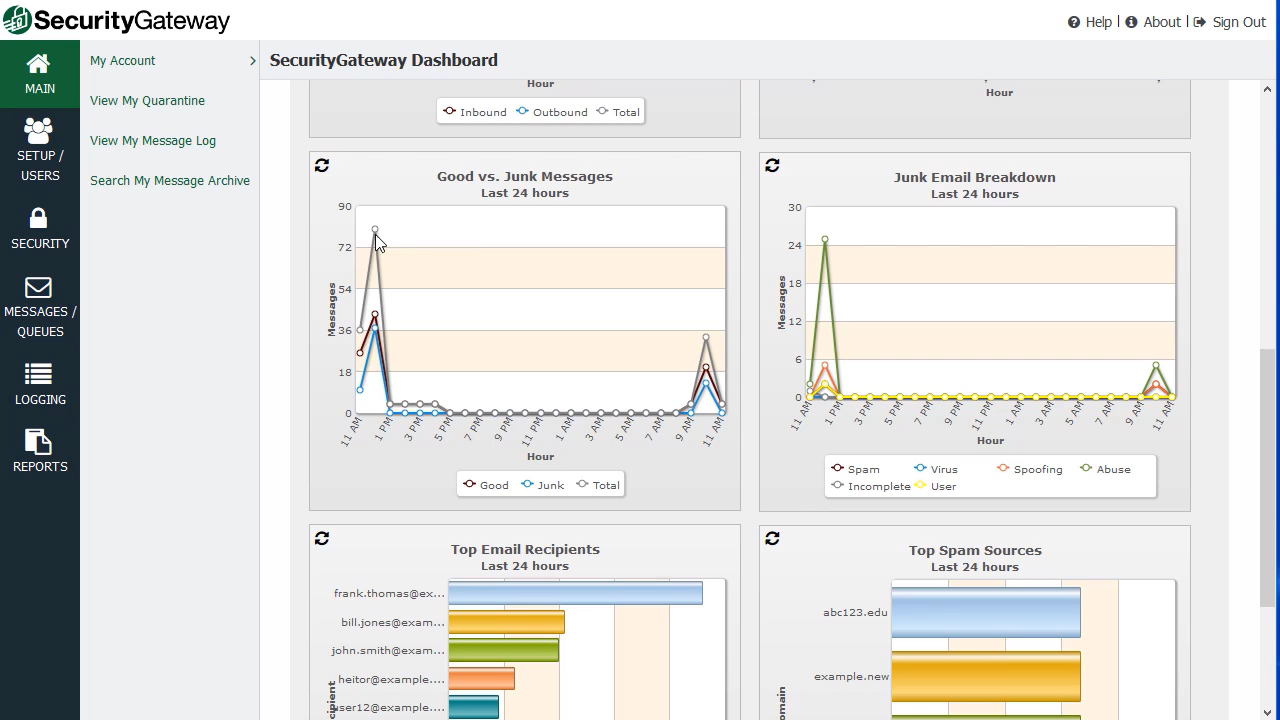 SecurityGateway
Help | About | Sign Out
MAIN
SETUP /
USERS
SECURITY
MESSAGES /
QUEUES
LOGGING
REPORTS
My Account
View My Quarantine
View My Message Log
Search My Message Archive
SecurityGateway Dashboard
Hour
Inbound Outbound Total
Hour
Good vs. Junk Messages
Last 24 hours
Messages
90
72
54
36
18
0
11 AM 1 PM 3 PM 5 PM 7 PM 9 PM 11 PM 1 AM 3 AM 5 AM 7 AM 9 AM 11 AM
Hour
Good Junk Total
Junk Email Breakdown
Last 24 hours
Messages
30
24
18
12
6
0
11 AM 1 PM 3 PM 5 PM 7 PM 9 PM 11 PM 1 AM 3 AM 5 AM 7 AM 9 AM 11 AM
Hour
Spam Virus Spoofing Abuse
Incomplete User
Top Email Recipients
Last 24 hours
frank.thomas@ex...
bill.jones@exam...
john.smith@exam...
heitor@example....
user12@example....
Top Spam Sources
Last 24 hours
abc123.edu
example.new